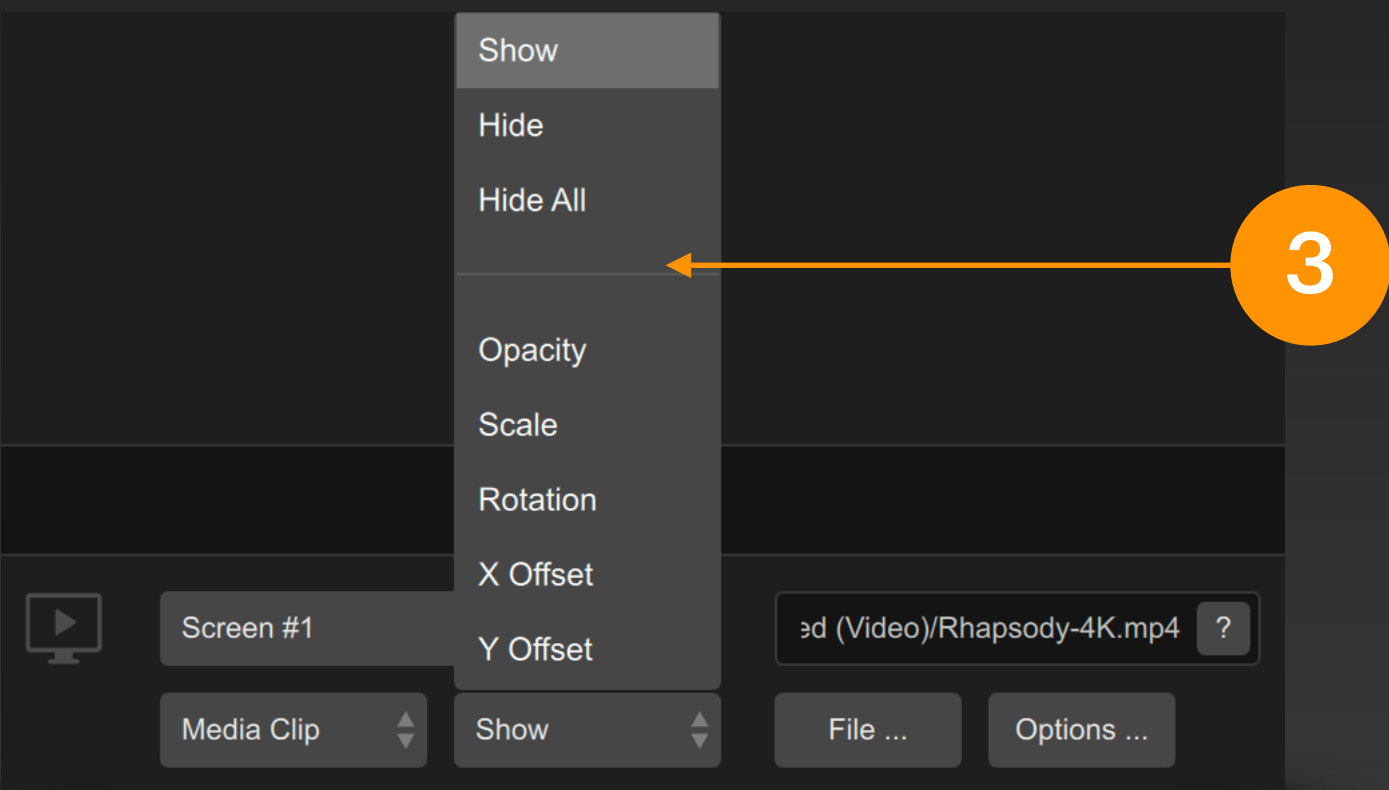 Show
Hide
Hide All
3
Opacity
Scale
Rotation
X Offset
Y Offset
Screen #1
ed (Video)/Rhapsody-4K.mp4
?
Media Clip
Show
File ...
Options ...